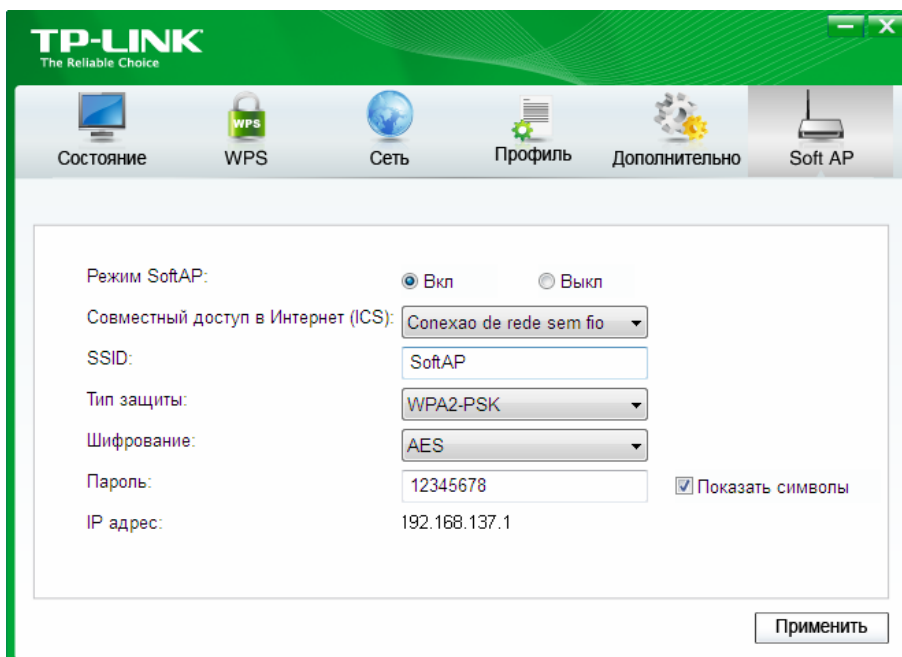 TP-LINK
The Reliable Choice
WPS
Состояние WPS Сеть Профиль Дополнительно Soft AP
Режим SoftAP: Вкл Выкл
Совместный доступ в Интернет (ICS): Conexao de rede sem fio
SSID: SoftAP
Тип защиты: WPA2-PSK
Шифрование: AES
Пароль: 12345678 Показать символы
IP адрес: 192.168.137.1
Применить